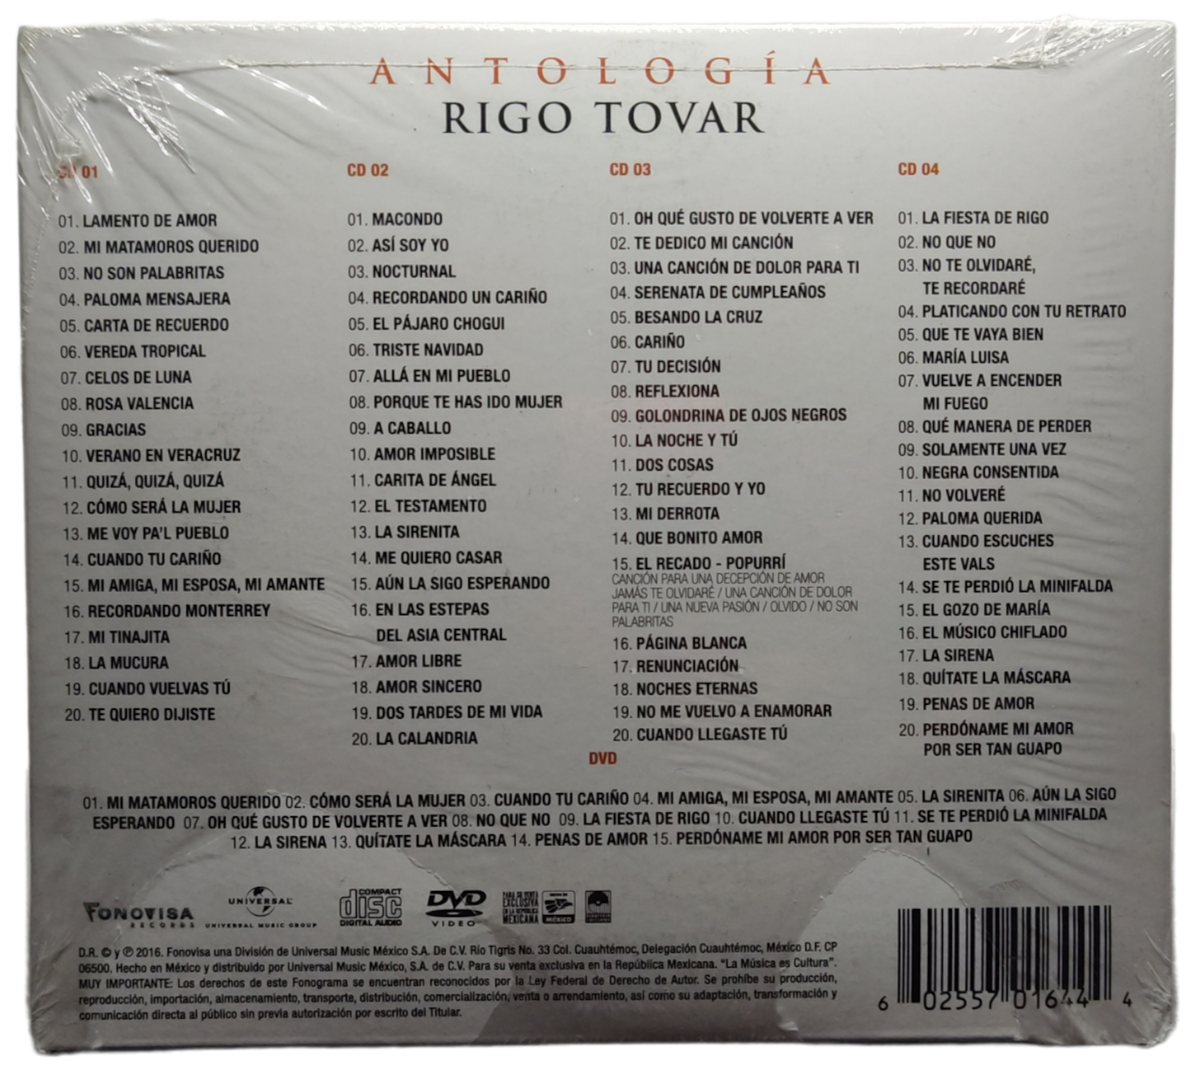 ANTOLOGÍA
RIGO TOVAR
CD 01
01. LAMENTO DE AMOR
02. MI MATAMOROS QUERIDO
03. NO SON PALABRITAS
04. PALOMA MENSAJERA
05. CARTA DE RECUERDO
06. VEREDA TROPICAL
07. CELOS DE LUNA
08. ROSA VALENCIA
09. GRACIAS
10. VERANO EN VERACRUZ
11. QUIZÁ, QUIZÁ, QUIZÁ
12. CÓMO SERÁ LA MUJER
13. ME VOY PA'L PUEBLO
14. CUANDO TU CARIÑO
15. MI AMIGA, MI ESPOSA, MI AMANTE
16. RECORDANDO MONTERREY
17. MI TINAJITA
18. LA MUCURA
19. CUANDO VUELVAS TÚ
20. TE QUIERO DIJISTE
CD 02
01. MACONDO
02. ASÍ SOY YO
03. NOCTURNAL
04. RECORDANDO UN CARIÑO
05. EL PÁJARO CHOGUI
06. TRISTE NAVIDAD
07. ALLÁ EN MI PUEBLO
08. PORQUE TE HAS IDO MUJER
09. A CABALLO
10. AMOR IMPOSIBLE
11. CARITA DE ÁNGEL
12. EL TESTAMENTO
13. LA SIRENITA
14. ME QUIERO CASAR
15. AÚN LA SIGO ESPERANDO
16. EN LAS ESTEPAS
DEL ASIA CENTRAL
17. AMOR LIBRE
18. AMOR SINCERO
19. DOS TARDES DE MI VIDA
20. LA CALANDRIA
CD 03
01. OH QUÉ GUSTO DE VOLVERTE A VER
02. TE DEDICO MI CANCIÓN
03. UNA CANCIÓN DE DOLOR PARA TI
04. SERENATA DE CUMPLEAÑOS
05. BESANDO LA CRUZ
06. CARIÑO
07. TU DECISIÓN
08. REFLEXIONA
09. GOLONDRINA DE OJOS NEGROS
10. LA NOCHE Y TÚ
11. DOS COSAS
12. TU RECUERDO Y YO
13. MI DERROTA
14. QUE BONITO AMOR
15. EL RECADO - POPURRÍ
CANCIÓN PARA UNA DECEPCIÓN DE AMOR
JAMÁS TE OLVIDARÉ / UNA CANCIÓN DE DOLOR
PARA TI / UNA NUEVA PASIÓN / OLVIDO / NO SON
PALABRITAS
16. PÁGINA BLANCA
17. RENUNCIACIÓN
18. NOCHES ETERNAS
19. NO ME VUELVO A ENAMORAR
20. CUANDO LLEGASTE TÚ
CD 04
01. LA FIESTA DE RIGO
02. NO QUE NO
03. NO TE OLVIDARÉ,
TE RECORDARÉ
04. PLATICANDO CON TU RETRATO
05. QUE TE VAYA BIEN
06. MARÍA LUISA
07. VUELVE A ENCENDER
MI FUEGO
08. QUÉ MANERA DE PERDER
09. SOLAMENTE UNA VEZ
10. NEGRA CONSENTIDA
11. NO VOLVERÉ
12. PALOMA QUERIDA
13. CUANDO ESCUCHES
ESTE VALS
14. SE TE PERDIÓ LA MINIFALDA
15. EL GOZO DE MARÍA
16. EL MÚSICO CHIFLADO
17. LA SIRENA
18. QUÍTATE LA MÁSCARA
19. PENAS DE AMOR
20. PERDÓNAME MI AMOR
POR SER TAN GUAPO
DVD
01. MI MATAMOROS QUERIDO 02. CÓMO SERÁ LA MUJER 03. CUANDO TU CARIÑO 04. MI AMIGA, MI ESPOSA, MI AMANTE 05. LA SIRENITA 06. AÚN LA SIGO
ESPERANDO 07. OH QUÉ GUSTO DE VOLVERTE A VER 08. NO QUE NO 09. LA FIESTA DE RIGO 10. CUANDO LLEGASTE TÚ 11. SE TE PERDIÓ LA MINIFALDA
12. LA SIRENA 13. QUÍTATE LA MÁSCARA 14. PENAS DE AMOR 15. PERDÓNAME MI AMOR POR SER TAN GUAPO
FONOVISA
RECORDS
UNIVERSAL
UNIVERSAL MUSIC GROUP
COMPACT
disc
DIGITAL AUDIO
DVD
VIDEO
PARA SU VENTA
EXCLUSIVA
EN LA REPÚBLICA
MEXICANA
MÉXICO
D.R. © y ℗ 2016. Fonovisa una División de Universal Music México S.A. De C.V. Río Tigris No. 33 Col. Cuauhtémoc, Delegación Cuauhtémoc, México D.F. CP
06500. Hecho en México y distribuido por Universal Music México, S.A. de C.V. Para su venta exclusiva en la República Mexicana. "La Música es Cultura".
MUY IMPORTANTE: Los derechos de este Fonograma se encuentran reconocidos por la Ley Federal de Derecho de Autor. Se prohíbe su producción,
reproducción, importación, almacenamiento, transporte, distribución, comercialización, venta o arrendamiento, así como su adaptación, transformación y
comunicación directa al público sin previa autorización por escrito del Titular.
6 02557 01644 4